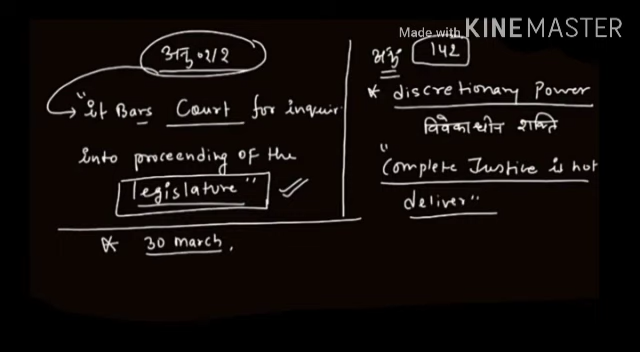 Made with KINEMASTER
अनु॰ 212
"it Bars Court for inquir
into proceending of the
legislature"
* 30 march.
अनु॰ 142
* discretionary Power
विवेकाधीन शक्ति
"Complete Justice is not
deliver"